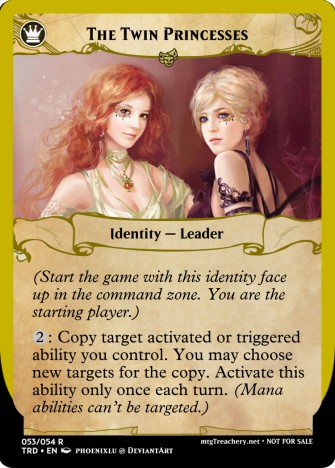 The Twin Princesses
Identity — Leader
(Start the game with this identity face
up in the command zone. You are the
starting player.)
2 : Copy target activated or triggered
ability you control. You may choose
new targets for the copy. Activate this
ability only once each turn. (Mana
abilities can't be targeted.)
053/054 R
TRD • EN PHOENIXLU @ DEVIANTART
mtgTreachery.net • NOT FOR SALE